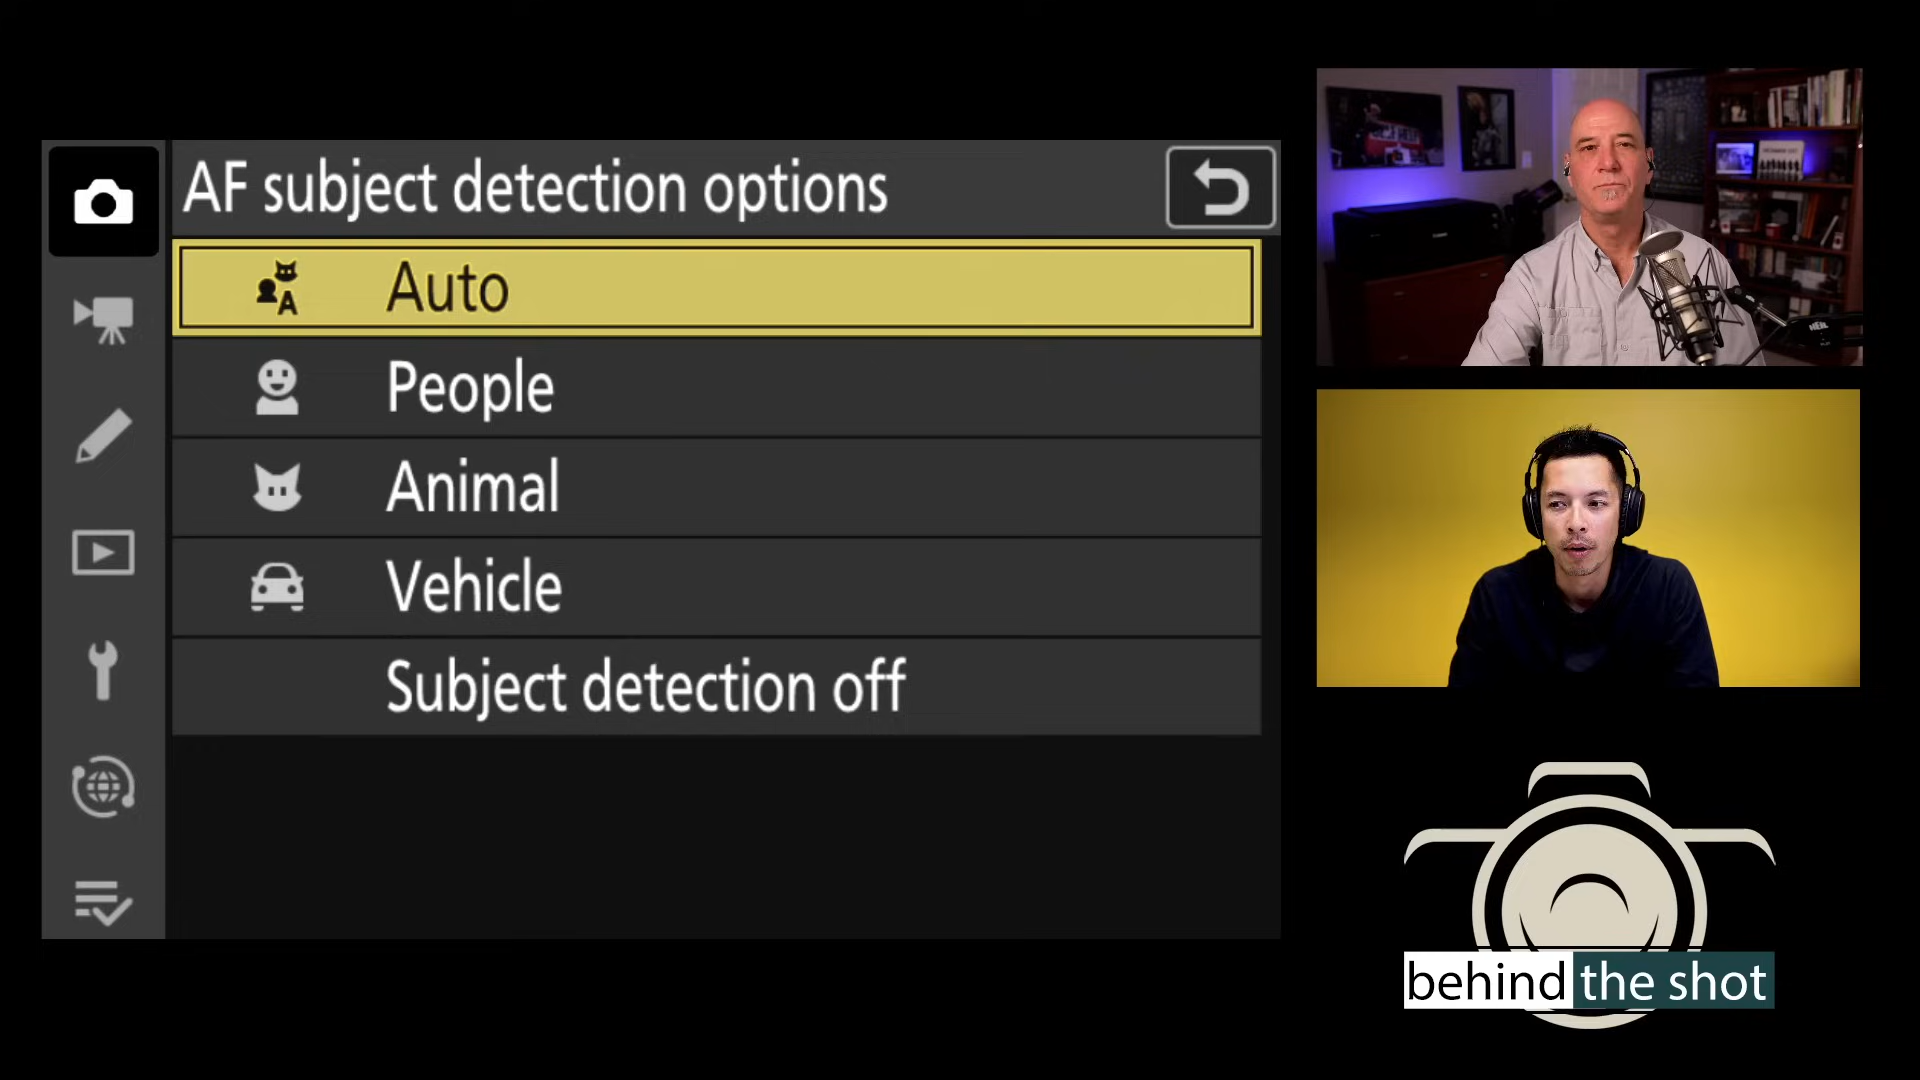 AF subject detection options
A
Auto
People
Animal
Vehicle
Subject detection off
behind the shot